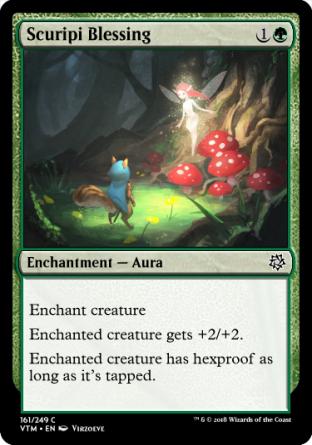 Scuripi Blessing 1
Enchantment — Aura
Enchant creature
Enchanted creature gets +2/+2.
Enchanted creature has hexproof as
long as it's tapped.
161/249 C
VTM • EN Verzoeve
™ & © 2018 Wizards of the Coast